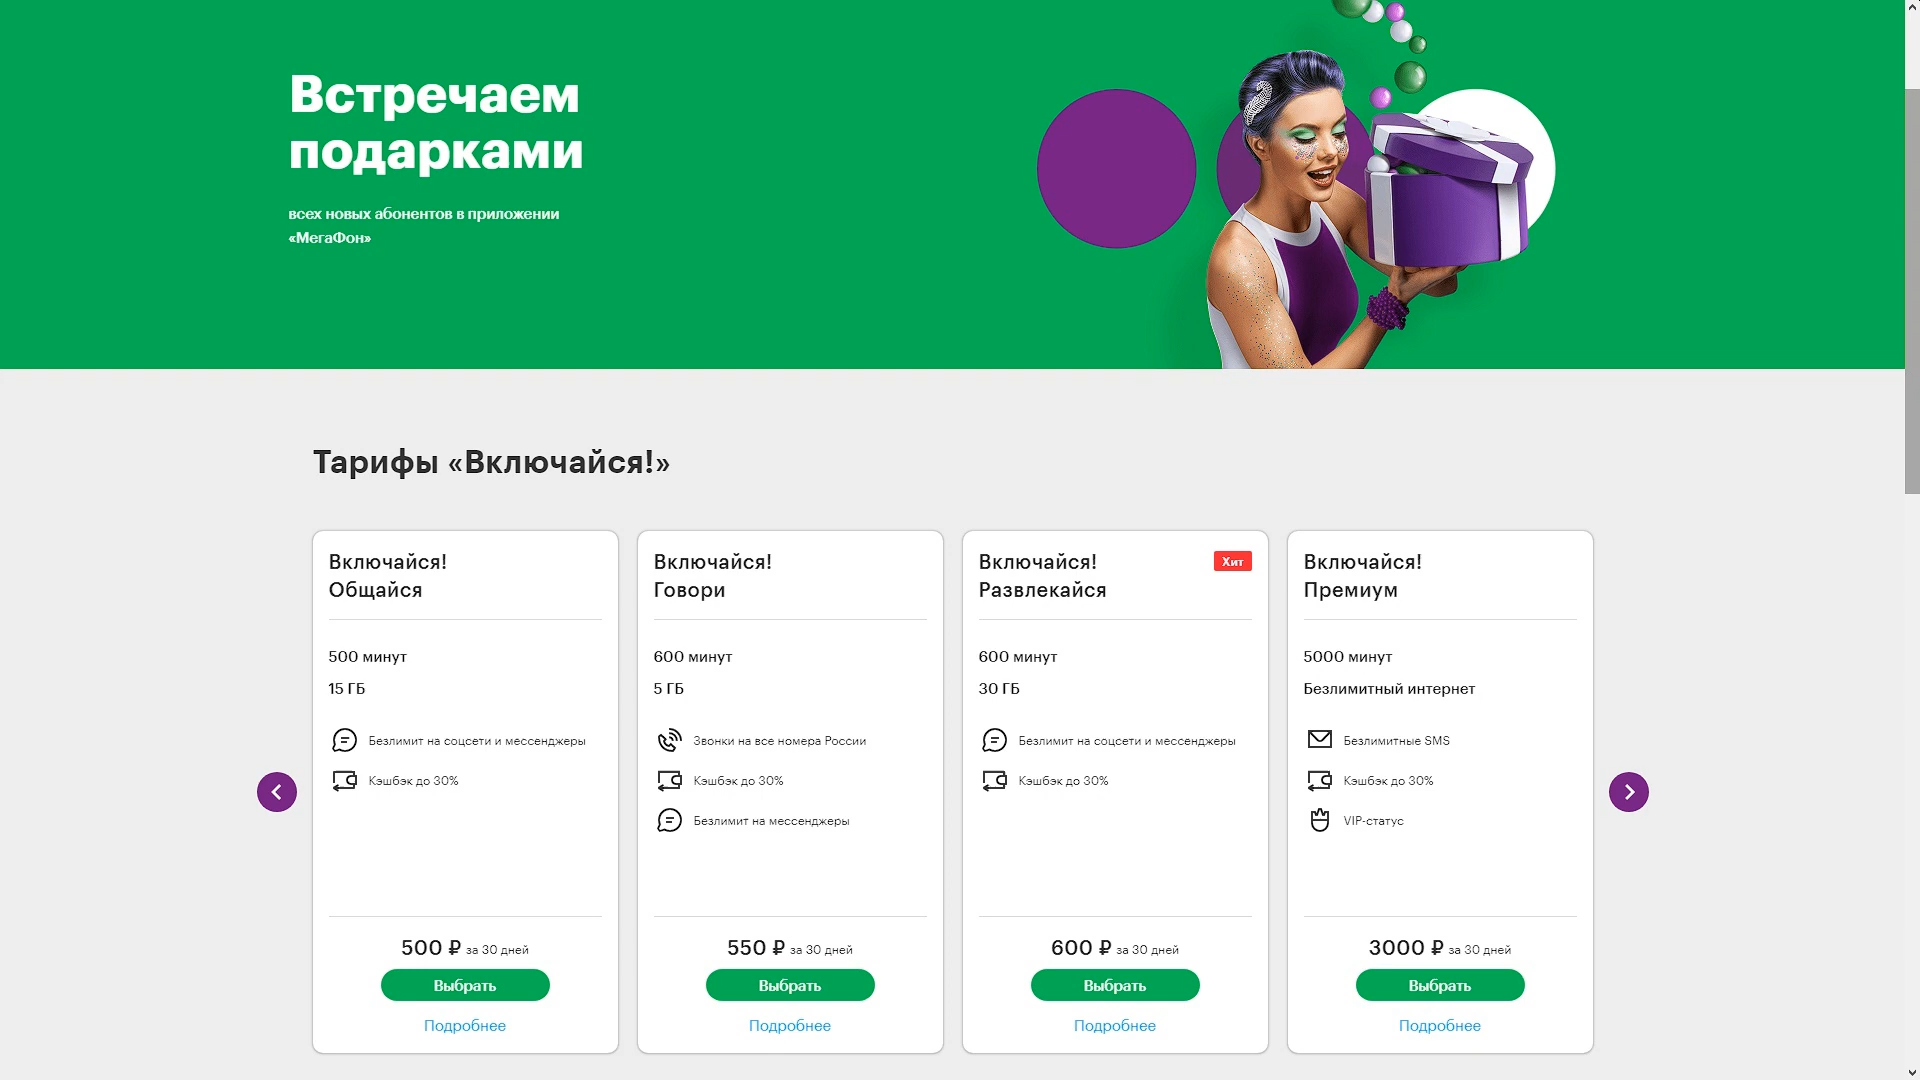 Встречаем
подарками
всех новых абонентов в приложении
«МегаФон»
Тарифы «Включайся!»
Включайся!
Общайся
500 минут
15 ГБ
Безлимит на соцсети и мессенджеры
Кэшбэк до 30%
500 ₽ за 30 дней
Выбрать
Подробнее
Включайся!
Говори
600 минут
5 ГБ
Звонки на все номера России
Кэшбэк до 30%
Безлимит на мессенджеры
550 ₽ за 30 дней
Выбрать
Подробнее
Включайся!
Развлекайся
Хит
600 минут
30 ГБ
Безлимит на соцсети и мессенджеры
Кэшбэк до 30%
600 ₽ за 30 дней
Выбрать
Подробнее
Включайся!
Премиум
5000 минут
Безлимитный интернет
Безлимитные SMS
Кэшбэк до 30%
VIP-статус
3000 ₽ за 30 дней
Выбрать
Подробнее